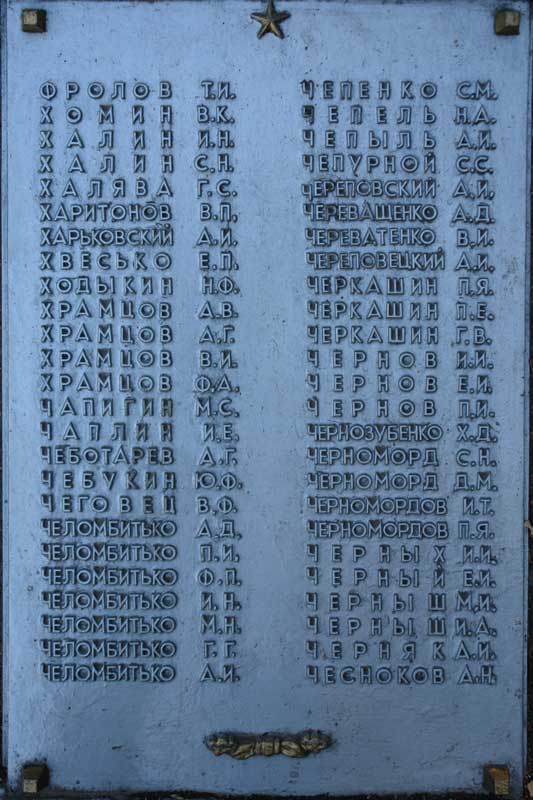 ФРОЛОВ Т.И.
ХОМИН В.К.
ХАЛИН И.Н.
ХАЛИН С.Н.
ХАЛЯВА Г.С.
ХАРИТОНОВ В.П.
ХАРЬКОВСКИЙ А.И.
ХВЕСЬКО Е.П.
ХОДЫКИН Н.Ф.
ХРАМЦОВ А.В.
ХРАМЦОВ А.Г.
ХРАМЦОВ В.И.
ХРАМЦОВ Ф.А.
ЧАПИГИН М.С.
ЧАПЛИН И.Е.
ЧЕБОТАРЕВ А.Г.
ЧЕБУКИН Ю.Ф.
ЧЕГОВЕЦ В.Ф.
ЧЕЛОМБИТЬКО А.Д.
ЧЕЛОМБИТЬКО П.И.
ЧЕЛОМБИТЬКО Ф.П.
ЧЕЛОМБИТЬКО И.Н.
ЧЕЛОМБИТЬКО М.Н.
ЧЕЛОМБИТЬКО Г.Г.
ЧЕЛОМБИТЬКО А.И.
ЧЕПЕНКО С.М.
ЧЕПЕЛЬ Н.А.
ЧЕПЫЛЬ А.И.
ЧЕПУРНОЙ С.С.
ЧЕРЕПОВСКИЙ А.И.
ЧЕРЕВАЩЕНКО А.Д.
ЧЕРЕВАТЕНКО В.И.
ЧЕРЕПОВЕЦКИЙ А.И.
ЧЕРКАШИН П.Я.
ЧЕРКАШИН П.Е.
ЧЕРКАШИН Г.В.
ЧЕРНОВ И.И.
ЧЕРНОВ Е.И.
ЧЕРНОВ П.И.
ЧЕРНОЗУБЕНКО Х.Д.
ЧЕРНОМОРД С.Н.
ЧЕРНОМОРД Д.М.
ЧЕРНОМОРДОВ И.Т.
ЧЕРНОМОРДОВ П.Я.
ЧЕРНЫХ И.И.
ЧЕРНЫЙ Е.И.
ЧЕРНЫШ М.И.
ЧЕРНЫШ И.А.
ЧЕРНЯК А.И.
ЧЕСНОКОВ А.Н.